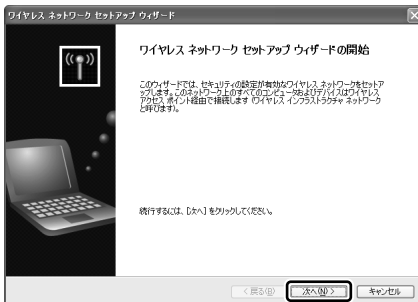 ワイヤレス ネットワーク セットアップ ウィザード
ワイヤレス ネットワーク セットアップ ウィザードの開始
このウィザードでは、セキュリティの設定が有効なワイヤレス ネットワークをセットア
ップします。このネットワーク上のすべてのコンピュータおよびデバイスはワイヤレス
アクセス ポイント経由で接続します (ワイヤレス インフラストラクチャ ネットワーク
と呼びます)。
続行するには、[次へ] をクリックしてください。
< 戻る(B)
次へ(N) >
キャンセル